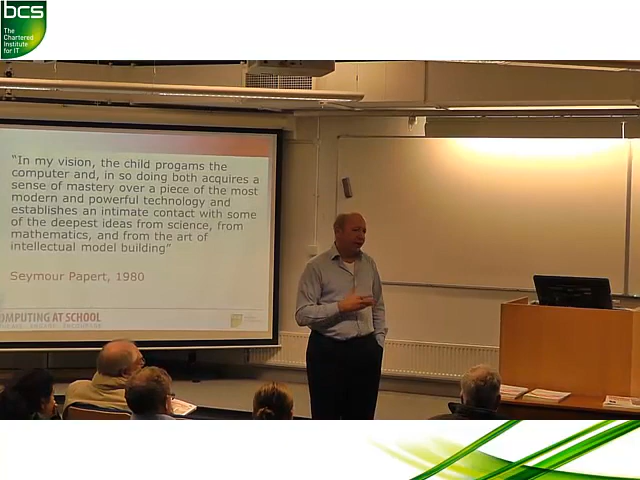 bcs
The
Chartered
Institute
for IT
“In my vision, the child progams the
computer and, in so doing both acquires a
sense of mastery over a piece of the most
modern and powerful technology and
establishes an intimate contact with some
of the deepest ideas from science, from
mathematics, and from the art of
intellectual model building”
Seymour Papert, 1980
OMPUTING AT SCHOOL